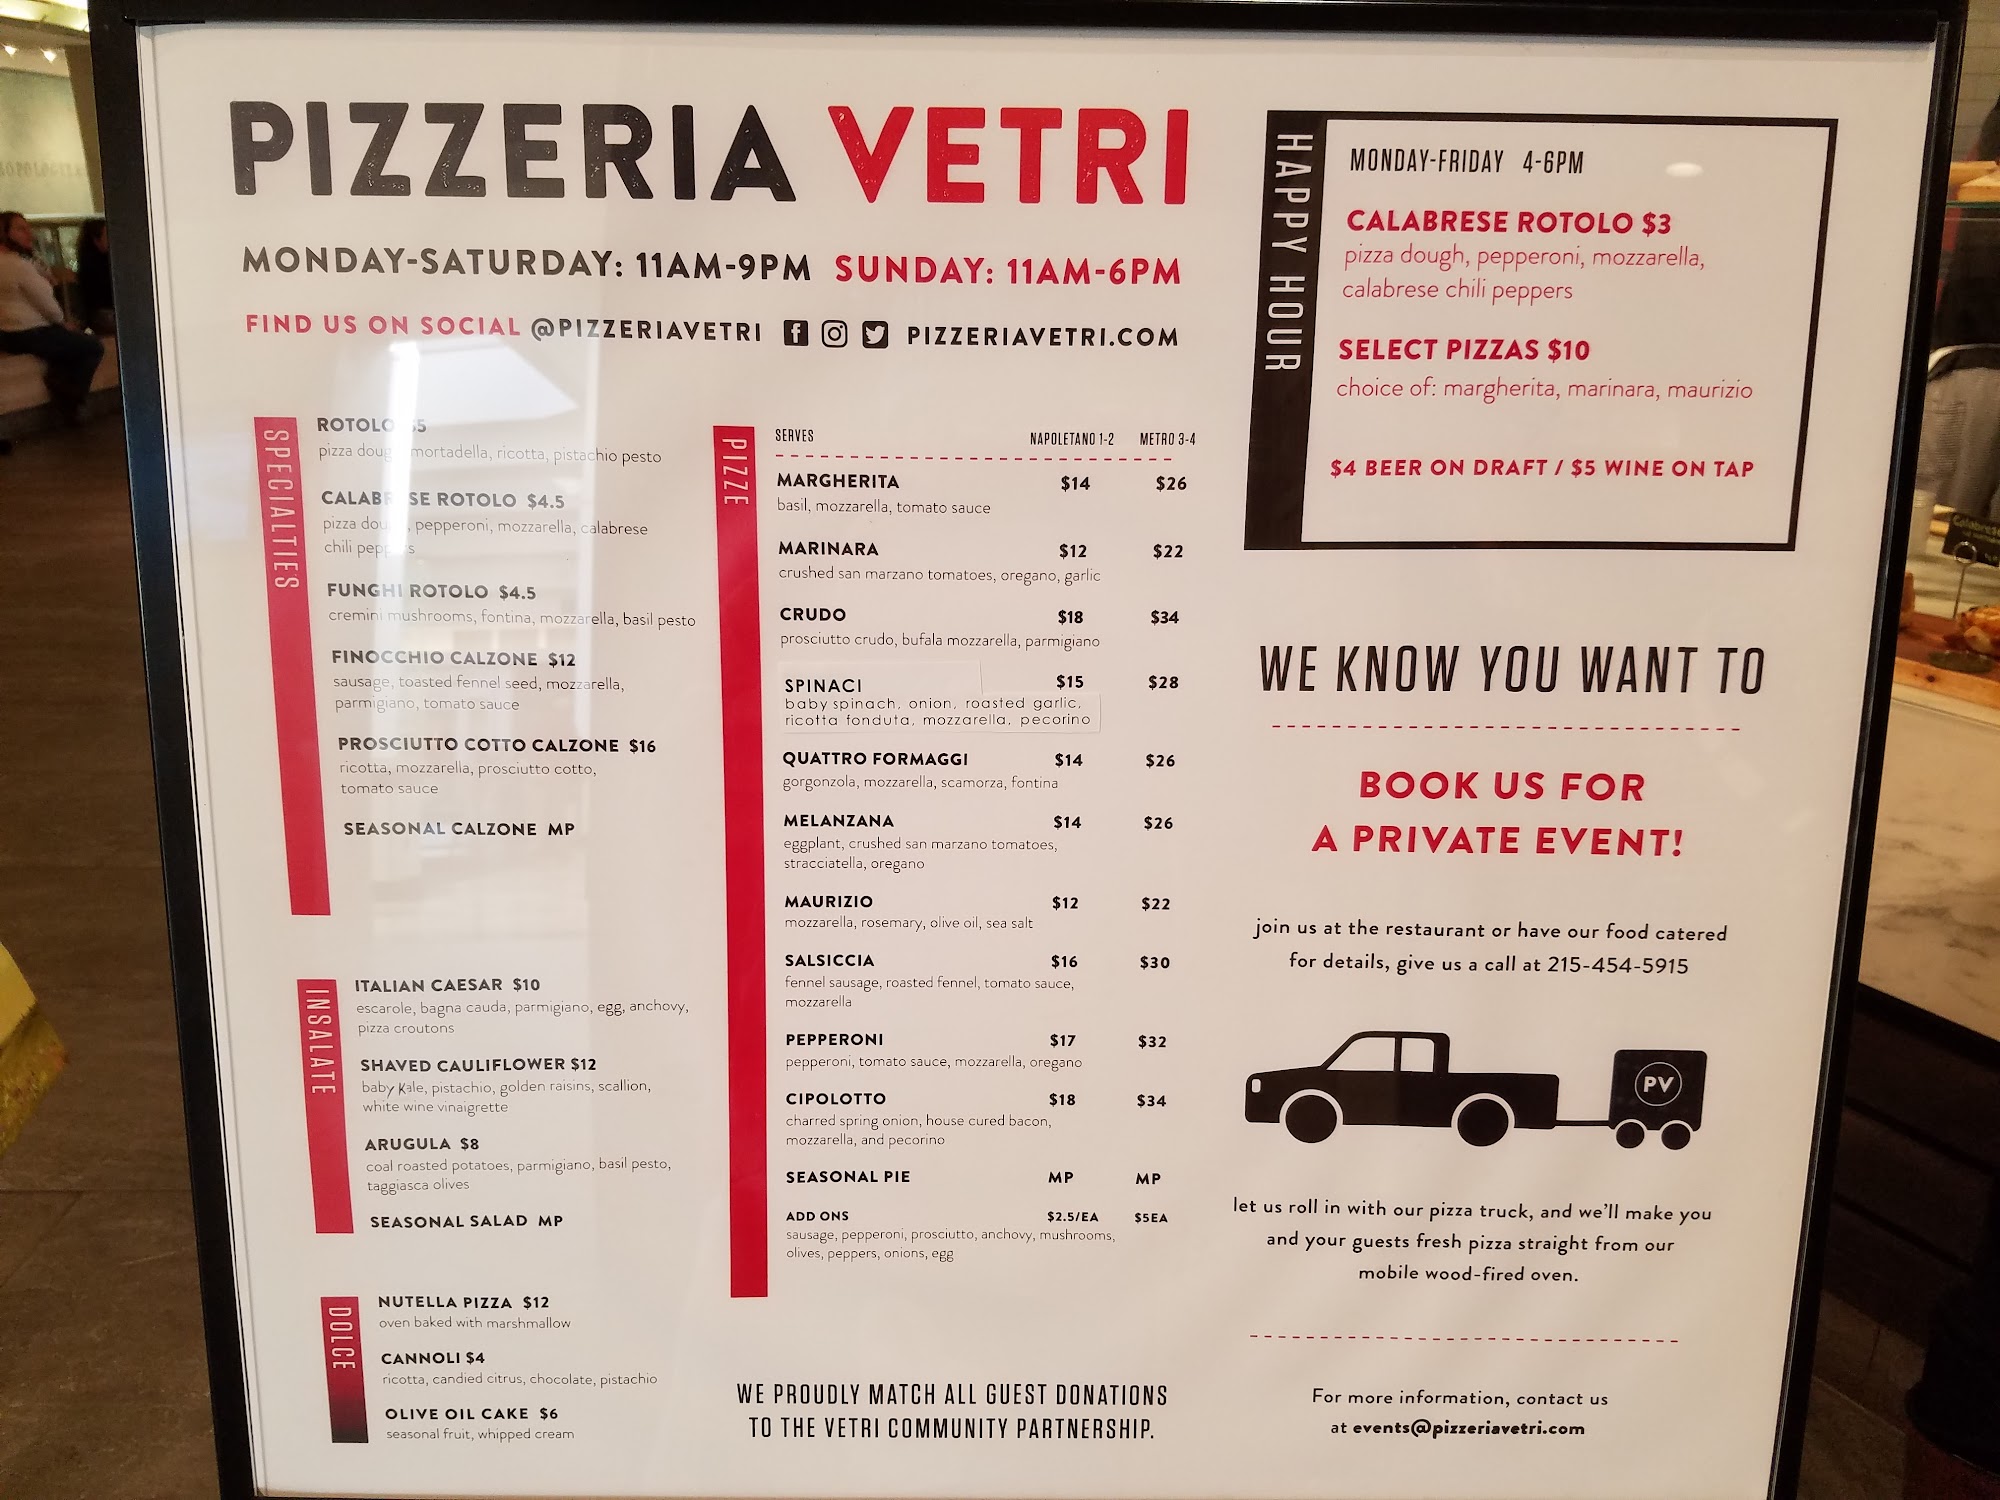 PIZZERIA VETRI
MONDAY-SATURDAY: 11AM-9PM SUNDAY: 11AM-6PM
FIND US ON SOCIAL @PIZZERIAVETRI PIZZERIAVETRI.COM
SPECIALTIES
ROTOLO $5
pizza dough, mortadella, ricotta, pistachio pesto
CALABRESE ROTOLO $4.5
pizza dough, pepperoni, mozzarella, calabrese
chili peppers
FUNGHI ROTOLO $4.5
cremini mushrooms, fontina, mozzarella, basil pesto
FINOCCHIO CALZONE $12
sausage, toasted fennel seed, mozzarella,
parmigiano, tomato sauce
PROSCIUTTO COTTO CALZONE $16
ricotta, mozzarella, prosciutto cotto,
tomato sauce
SEASONAL CALZONE MP
INSALATE
ITALIAN CAESAR $10
escarole, bagna cauda, parmigiano, egg, anchovy,
pizza croutons
SHAVED CAULIFLOWER $12
baby kale, pistachio, golden raisins, scallion,
white wine vinaigrette
ARUGULA $8
coal roasted potatoes, parmigiano, basil pesto,
taggiasca olives
SEASONAL SALAD MP
DOLCE
NUTELLA PIZZA $12
oven baked with marshmallow
CANNOLI $4
ricotta, candied citrus, chocolate, pistachio
OLIVE OIL CAKE $6
seasonal fruit, whipped cream
PIZZE
SERVES NAPOLETANO 1-2 METRO 3-4
MARGHERITA $14 $26
basil, mozzarella, tomato sauce
MARINARA $12 $22
crushed san marzano tomatoes, oregano, garlic
CRUDO $18 $34
prosciutto crudo, bufala mozzarella, parmigiano
SPINACI $15 $28
baby spinach, onion, roasted garlic,
ricotta fonduta, mozzarella, pecorino
QUATTRO FORMAGGI $14 $26
gorgonzola, mozzarella, scamorza, fontina
MELANZANA $14 $26
eggplant, crushed san marzano tomatoes,
stracciatella, oregano
MAURIZIO $12 $22
mozzarella, rosemary, olive oil, sea salt
SALSICCIA $16 $30
fennel sausage, roasted fennel, tomato sauce,
mozzarella
PEPPERONI $17 $32
pepperoni, tomato sauce, mozzarella, oregano
CIPOLOTTO $18 $34
charred spring onion, house cured bacon,
mozzarella, and pecorino
SEASONAL PIE MP MP
ADD ONS $2.5/EA $5EA
sausage, pepperoni, prosciutto, anchovy, mushrooms,
olives, peppers, onions, egg
WE PROUDLY MATCH ALL GUEST DONATIONS
TO THE VETRI COMMUNITY PARTNERSHIP.
HAPPY HOUR
MONDAY-FRIDAY 4-6PM
CALABRESE ROTOLO $3
pizza dough, pepperoni, mozzarella,
calabrese chili peppers
SELECT PIZZAS $10
choice of: margherita, marinara, maurizio
$4 BEER ON DRAFT / $5 WINE ON TAP
WE KNOW YOU WANT TO
BOOK US FOR
A PRIVATE EVENT!
join us at the restaurant or have our food catered
for details, give us a call at 215-454-5915
PV
let us roll in with our pizza truck, and we'll make you
and your guests fresh pizza straight from our
mobile wood-fired oven.
For more information, contact us
at events@pizzeriavetri.com